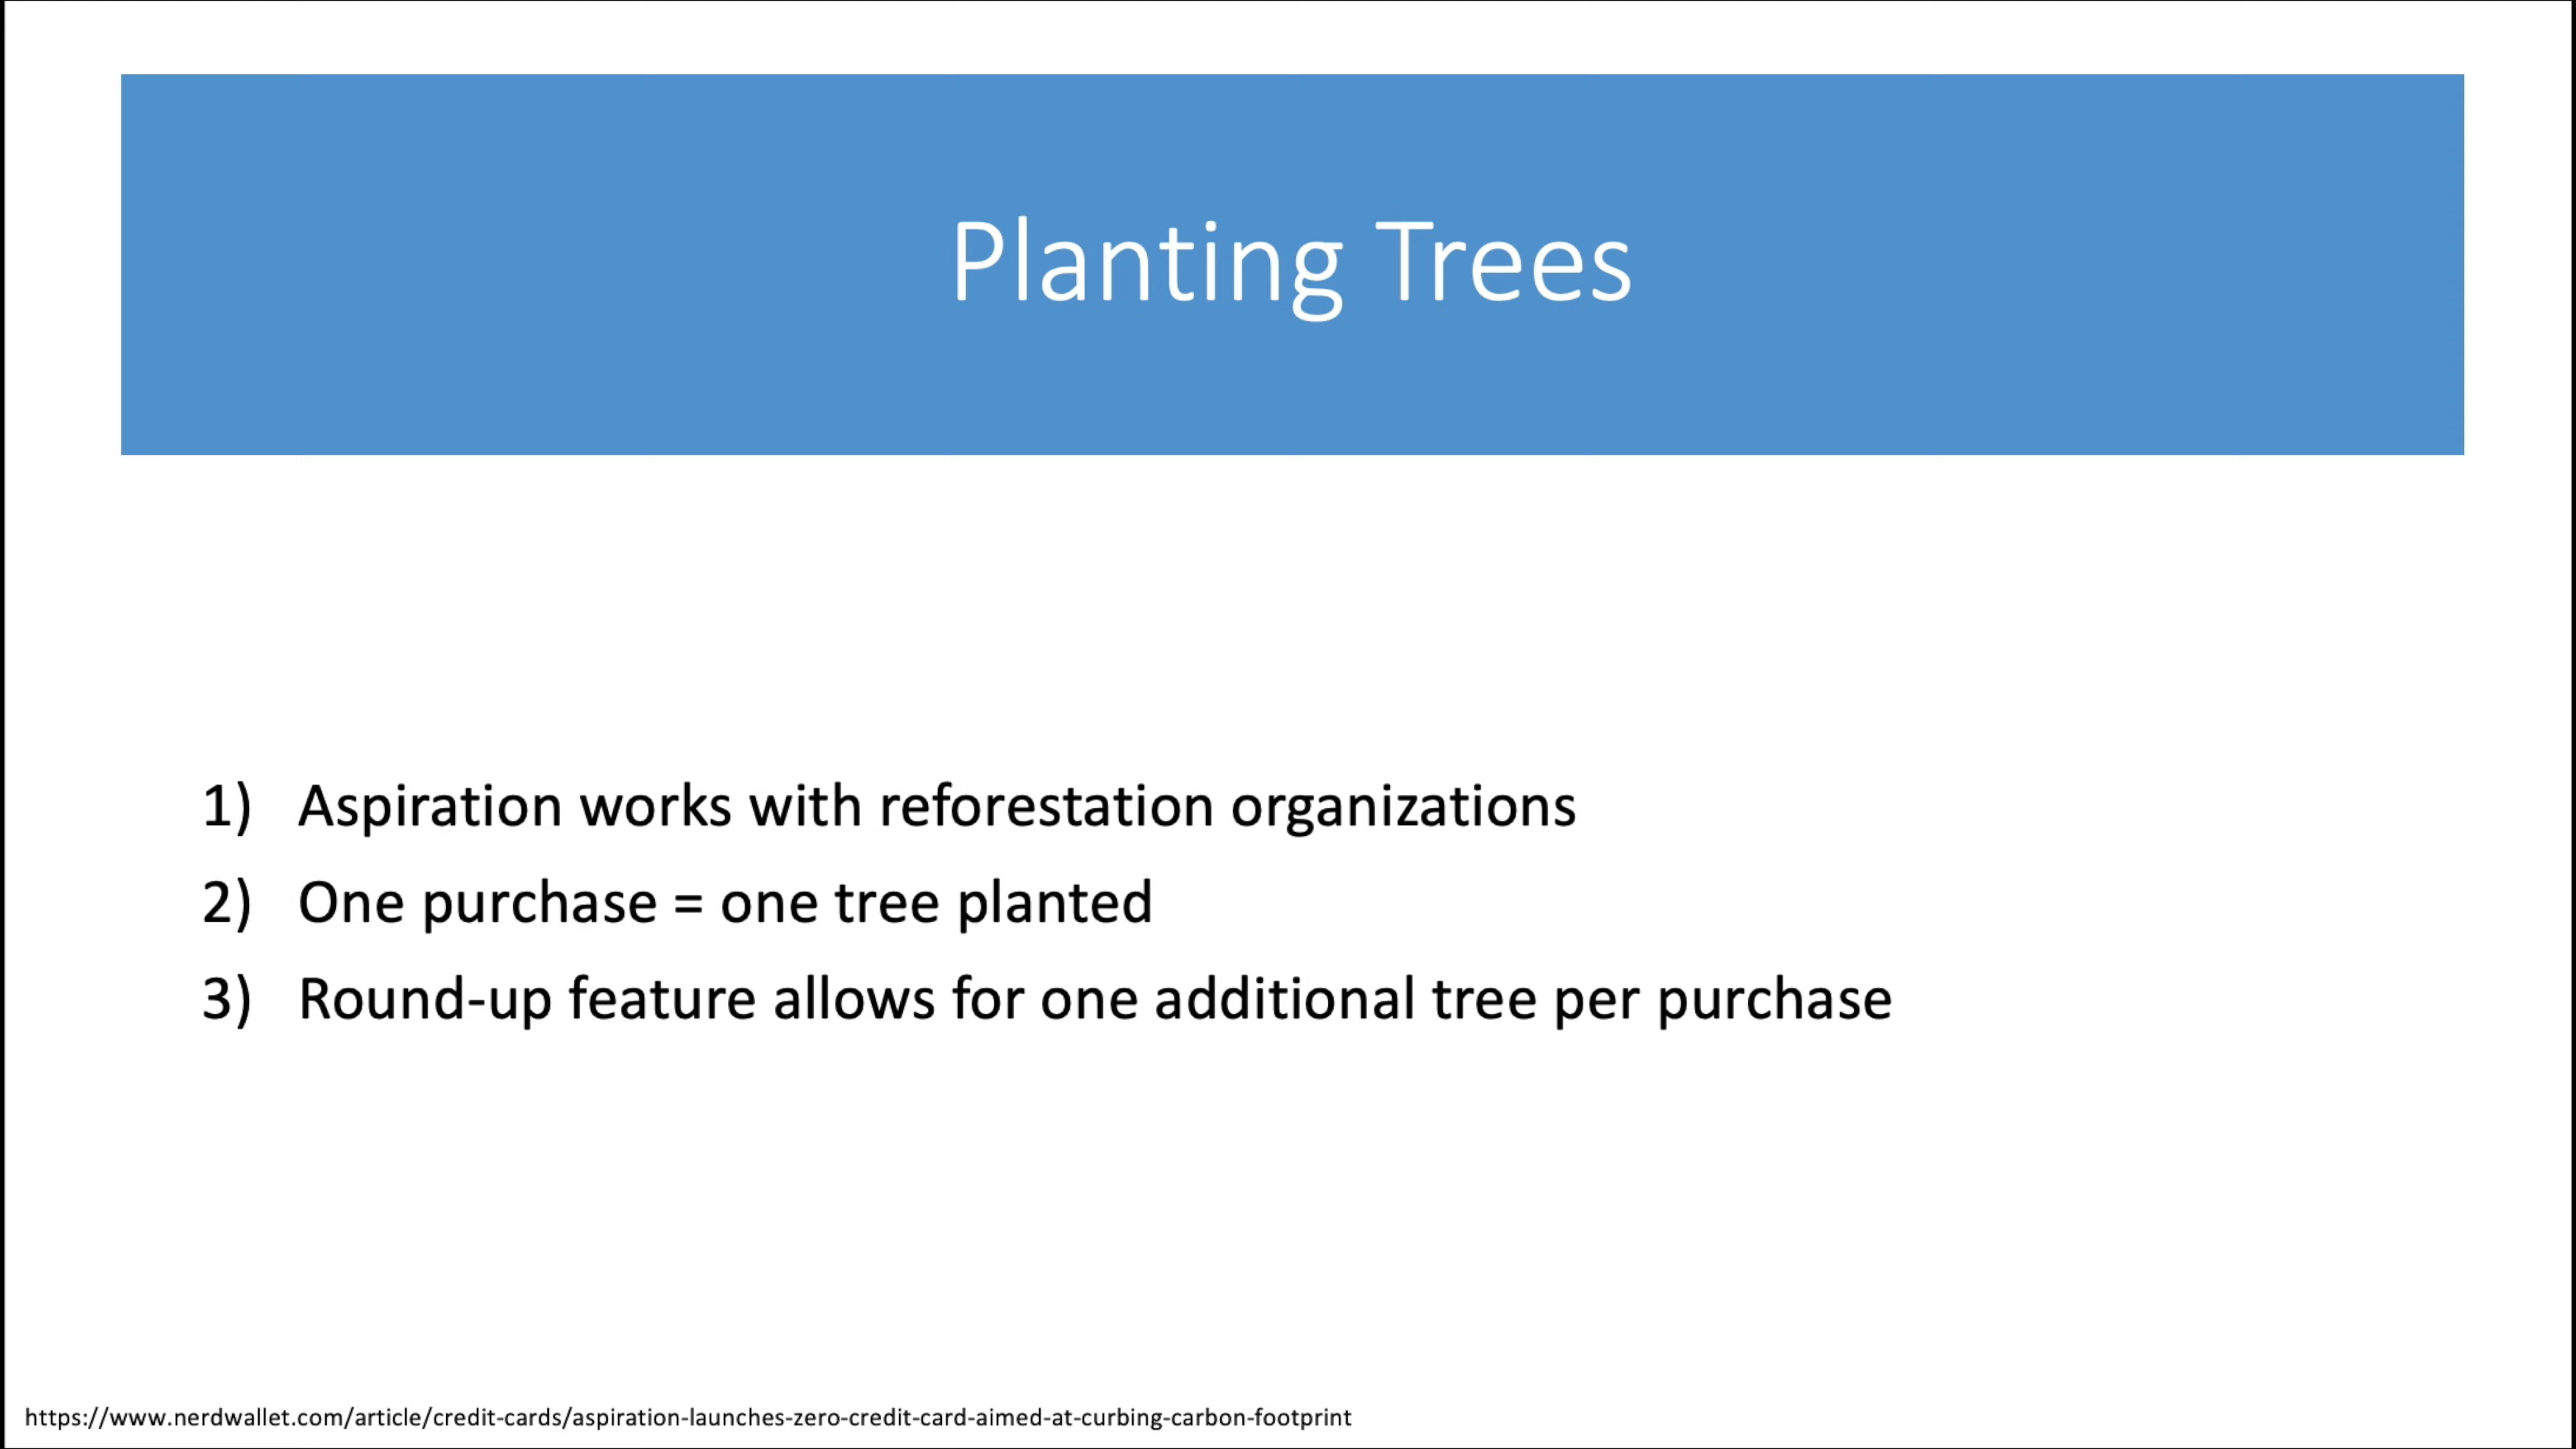 Planting Trees
1) Aspiration works with reforestation organizations
2) One purchase = one tree planted
3) Round-up feature allows for one additional tree per purchase
https://www.nerdwallet.com/article/credit-cards/aspiration-launches-zero-credit-card-aimed-at-curbing-carbon-footprint